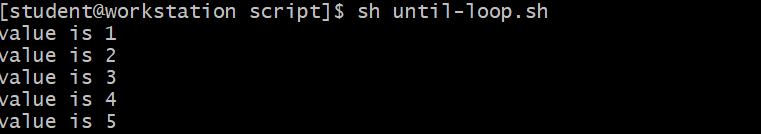 [student@workstation script]$ sh until-loop.sh
value is 1
value is 2
value is 3
value is 4
value is 5